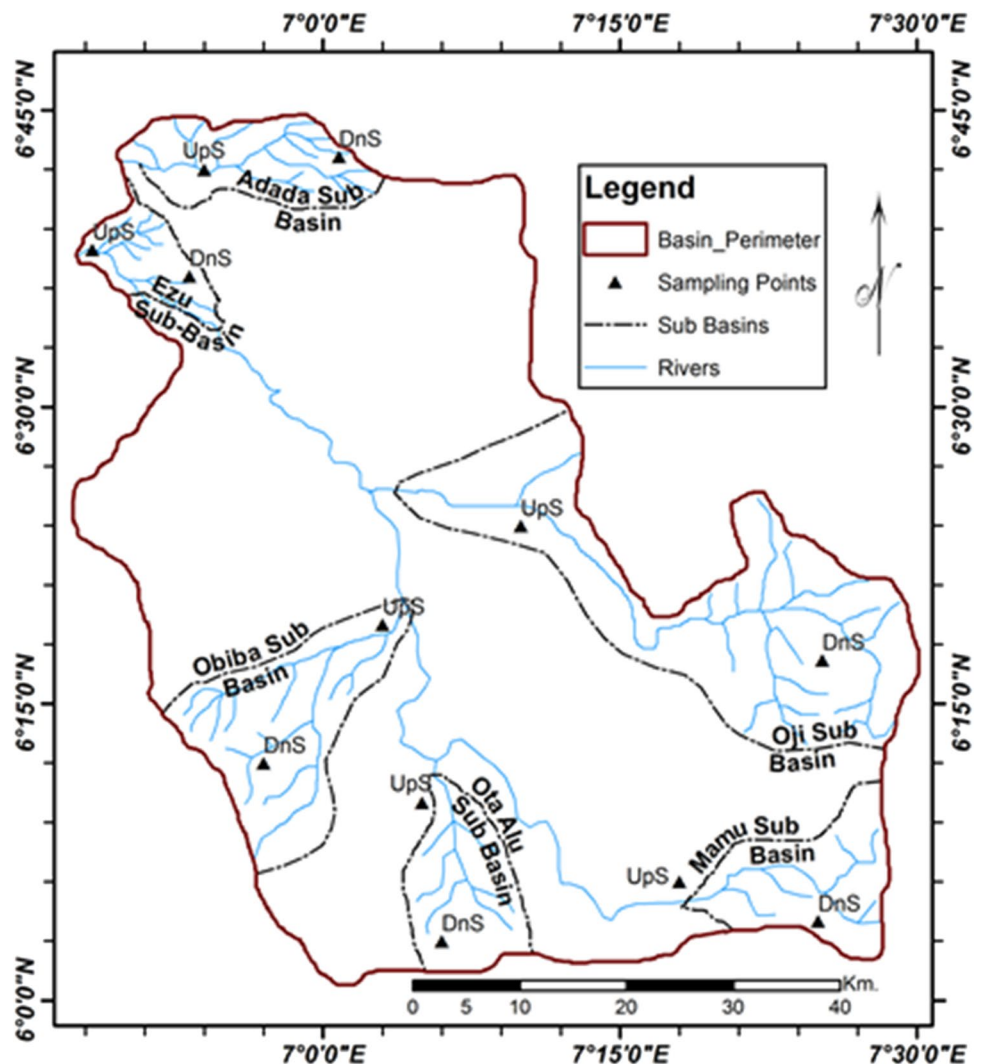 7°0'0"E
7°15'0"E
7°30'0"E
6°45'0"N
6°45'0"N
UpS
DnS
Adada Sub
Basin
Legend
Basin_Perimeter
Sampling Points
Sub Basins
Rivers
N
UpS
DnS
Ezu
Sub-Basin
6°30'0"N
6°30'0"N
UpS
UpS
Obiba Sub
Basin
DnS
DnS
6°15'0"N
6°15'0"N
Oji Sub
Basin
UpS
Ota Alu
Sub Basin
DnS
Mamu Sub
Basin
UpS
DnS
6°0'0"N
6°0'0"N
Km.
0 5 10 20 30 40
7°0'0"E
7°15'0"E
7°30'0"E